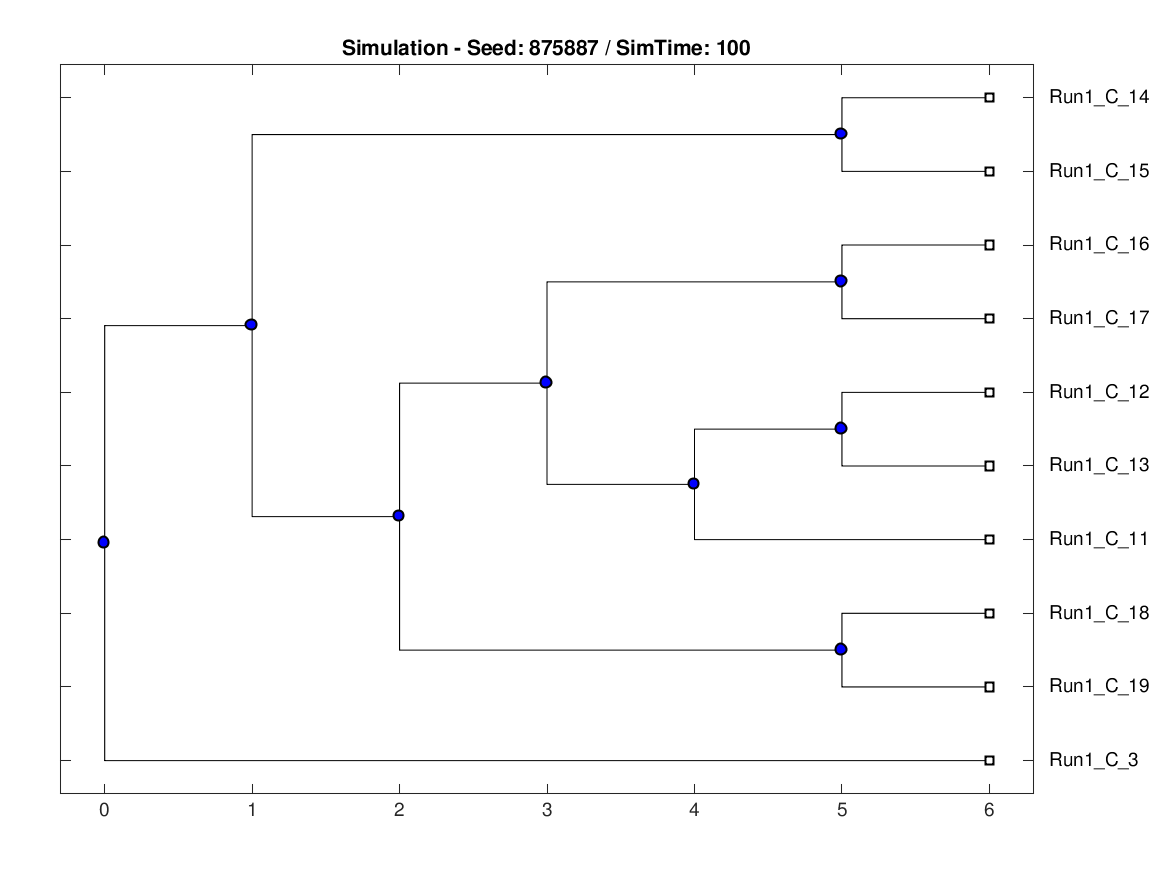 Simulation - Seed: 875887 / SimTime: 100
Run1_C_14
Run1_C_15
Run1_C_16
Run1_C_17
Run1_C_12
Run1_C_13
Run1_C_11
Run1_C_18
Run1_C_19
Run1_C_3
0 1 2 3 4 5 6